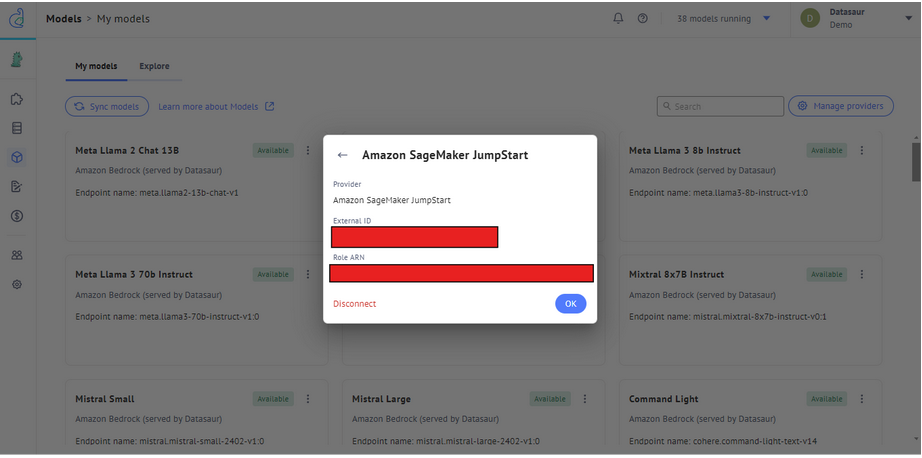 Models > My models
38 models running
D
Datasaur
Demo
My models
Explore
Sync models
Learn more about Models
Search
Manage providers
Meta Llama 2 Chat 13B
Available
Amazon Bedrock (served by Datasaur)
Endpoint name: meta.llama2-13b-chat-v1
Meta Llama 3 8b Instruct
Available
Amazon Bedrock (served by Datasaur)
Endpoint name: meta.llama3-8b-instruct-v1:0
Amazon SageMaker JumpStart
Provider
Amazon SageMaker JumpStart
External ID
Role ARN
Disconnect
OK
Meta Llama 3 70b Instruct
Available
Amazon Bedrock (served by Datasaur)
Endpoint name: meta.llama3-70b-instruct-v1:0
Mixtral 8x7B Instruct
Available
Amazon Bedrock (served by Datasaur)
Endpoint name: mistral.mixtral-8x7b-instruct-v0:1
Mistral Small
Available
Amazon Bedrock (served by Datasaur)
Endpoint name: mistral.mistral-small-2402-v1:0
Mistral Large
Available
Amazon Bedrock (served by Datasaur)
Endpoint name: mistral.mistral-large-2402-v1:0
Command Light
Available
Amazon Bedrock (served by Datasaur)
Endpoint name: cohere.command-light-text-v14